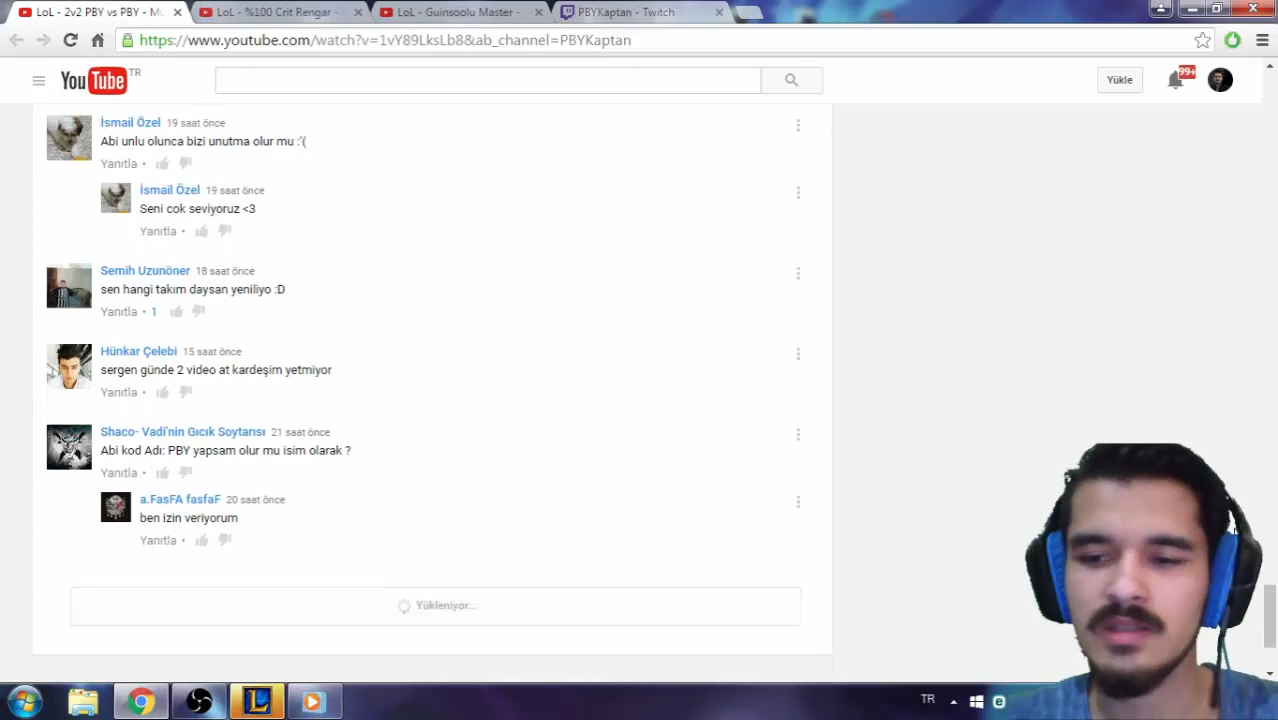 LoL - 2v2 PBY vs PBY - Mu
LoL - %100 Crit Rengar -
LoL - Guinsoolu Master -
PBYKaptan - Twitch
https://www.youtube.com/watch?v=1vY89LksLb8&ab_channel=PBYKaptan
YouTube TR
Yükle
99+
İsmail Özel 19 saat önce
Abi unlu olunca bizi unutma olur mu :'(
Yanıtla •
İsmail Özel 19 saat önce
Seni cok seviyoruz <3
Yanıtla •
Semih Uzunöner 18 saat önce
sen hangi takım daysan yeniliyo :D
Yanıtla • 1
Hünkar Çelebi 15 saat önce
sergen günde 2 video at kardeşim yetmiyor
Yanıtla •
Shaco- Vadi'nin Gıcık Soytarısı 21 saat önce
Abi kod Adı: PBY yapsam olur mu isim olarak ?
Yanıtla •
a.FasFA fasfaF 20 saat önce
ben izin veriyorum
Yanıtla •
Yükleniyor...
TR